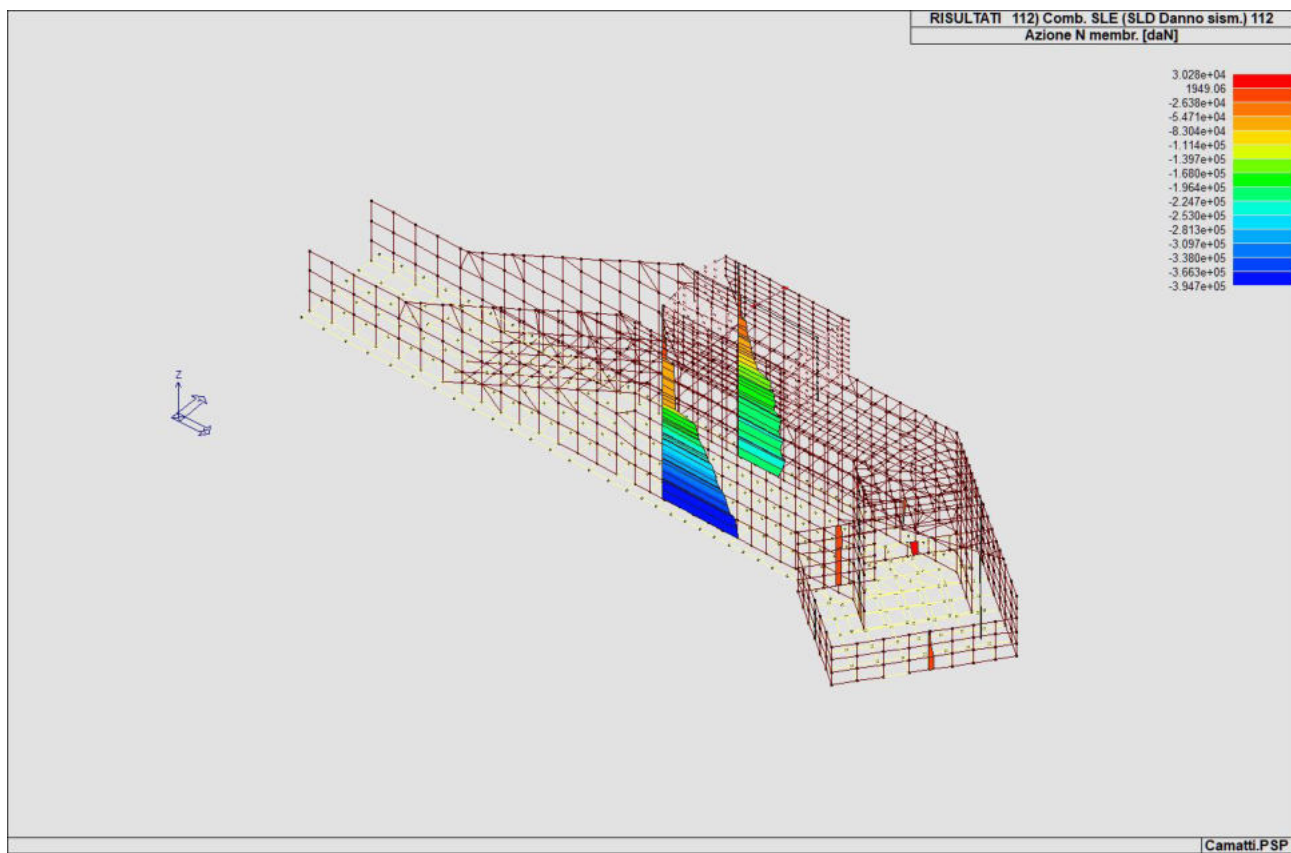 RISULTATI 112) Comb. SLE (SLD Danno sism.) 112
Azione N membr. [daN]
3.028e+04
1949.06
-2.638e+04
-5.471e+04
-8.304e+04
-1.114e+05
-1.397e+05
-1.680e+05
-1.964e+05
-2.247e+05
-2.530e+05
-2.813e+05
-3.097e+05
-3.380e+05
-3.663e+05
-3.947e+05
Z
Camatti.PSP